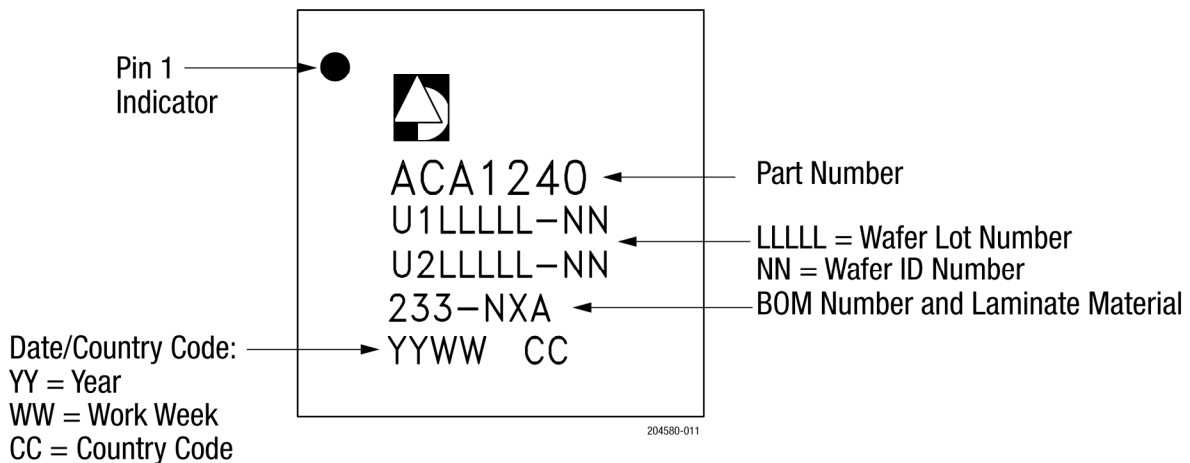 Pin 1
Indicator
ACA1240
Part Number
U1LLLLL–NN
U2LLLLL–NN
LLLLL = Wafer Lot Number
NN = Wafer ID Number
233–NXA
BOM Number and Laminate Material
YYWW CC
Date/Country Code:
YY = Year
WW = Work Week
CC = Country Code
204580-011